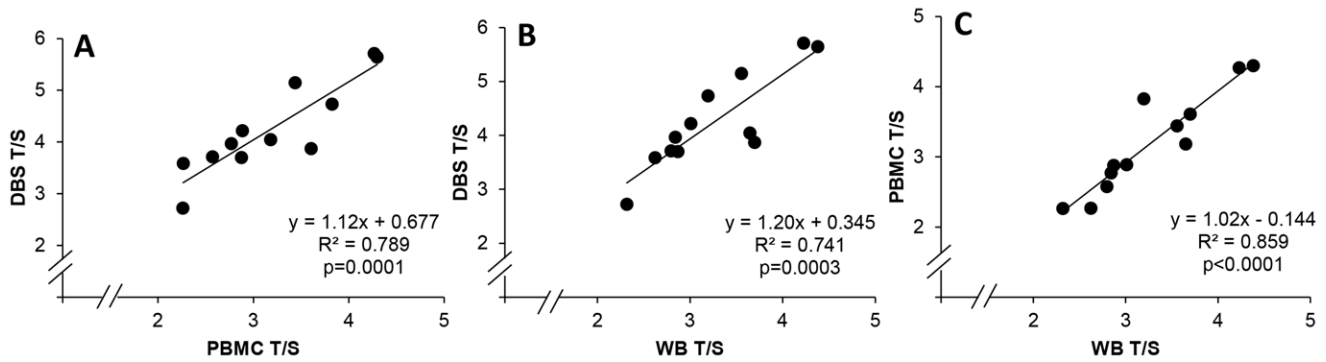 A
DBS T/S
6
5
4
3
2
y = 1.12x + 0.677
R² = 0.789
p=0.0001
2 3 4 5
PBMC T/S
B
DBS T/S
6
5
4
3
2
y = 1.20x + 0.345
R² = 0.741
p=0.0003
2 3 4 5
WB T/S
C
PBMC T/S
5
4
3
2
y = 1.02x - 0.144
R² = 0.859
p<0.0001
2 3 4 5
WB T/S